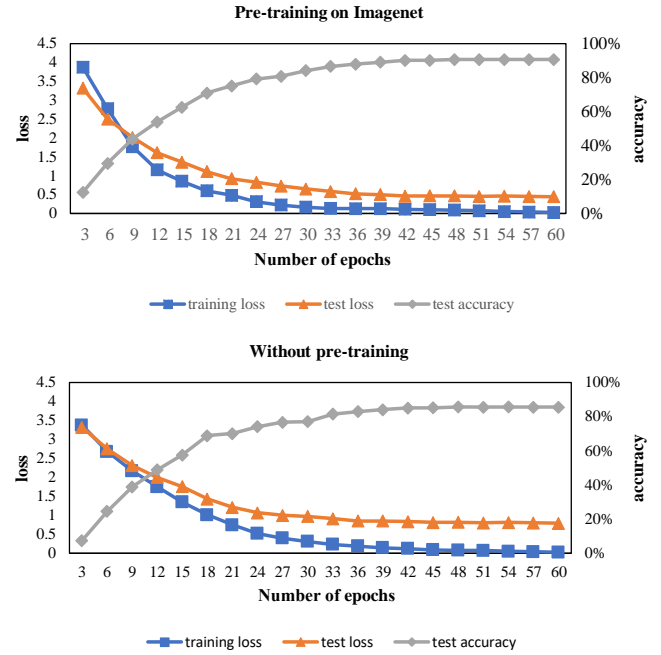 Pre-training on Imagenet
4.5
4
3.5
3
2.5
2
1.5
1
0.5
0
100%
80%
60%
40%
20%
0%
loss
accuracy
3 6 9 12 15 18 21 24 27 30 33 36 39 42 45 48 51 54 57 60
Number of epochs
training loss test loss test accuracy
Without pre-training
4.5
4
3.5
3
2.5
2
1.5
1
0.5
0
100%
80%
60%
40%
20%
0%
loss
accuracy
3 6 9 12 15 18 21 24 27 30 33 36 39 42 45 48 51 54 57 60
Number of epochs
training loss test loss test accuracy